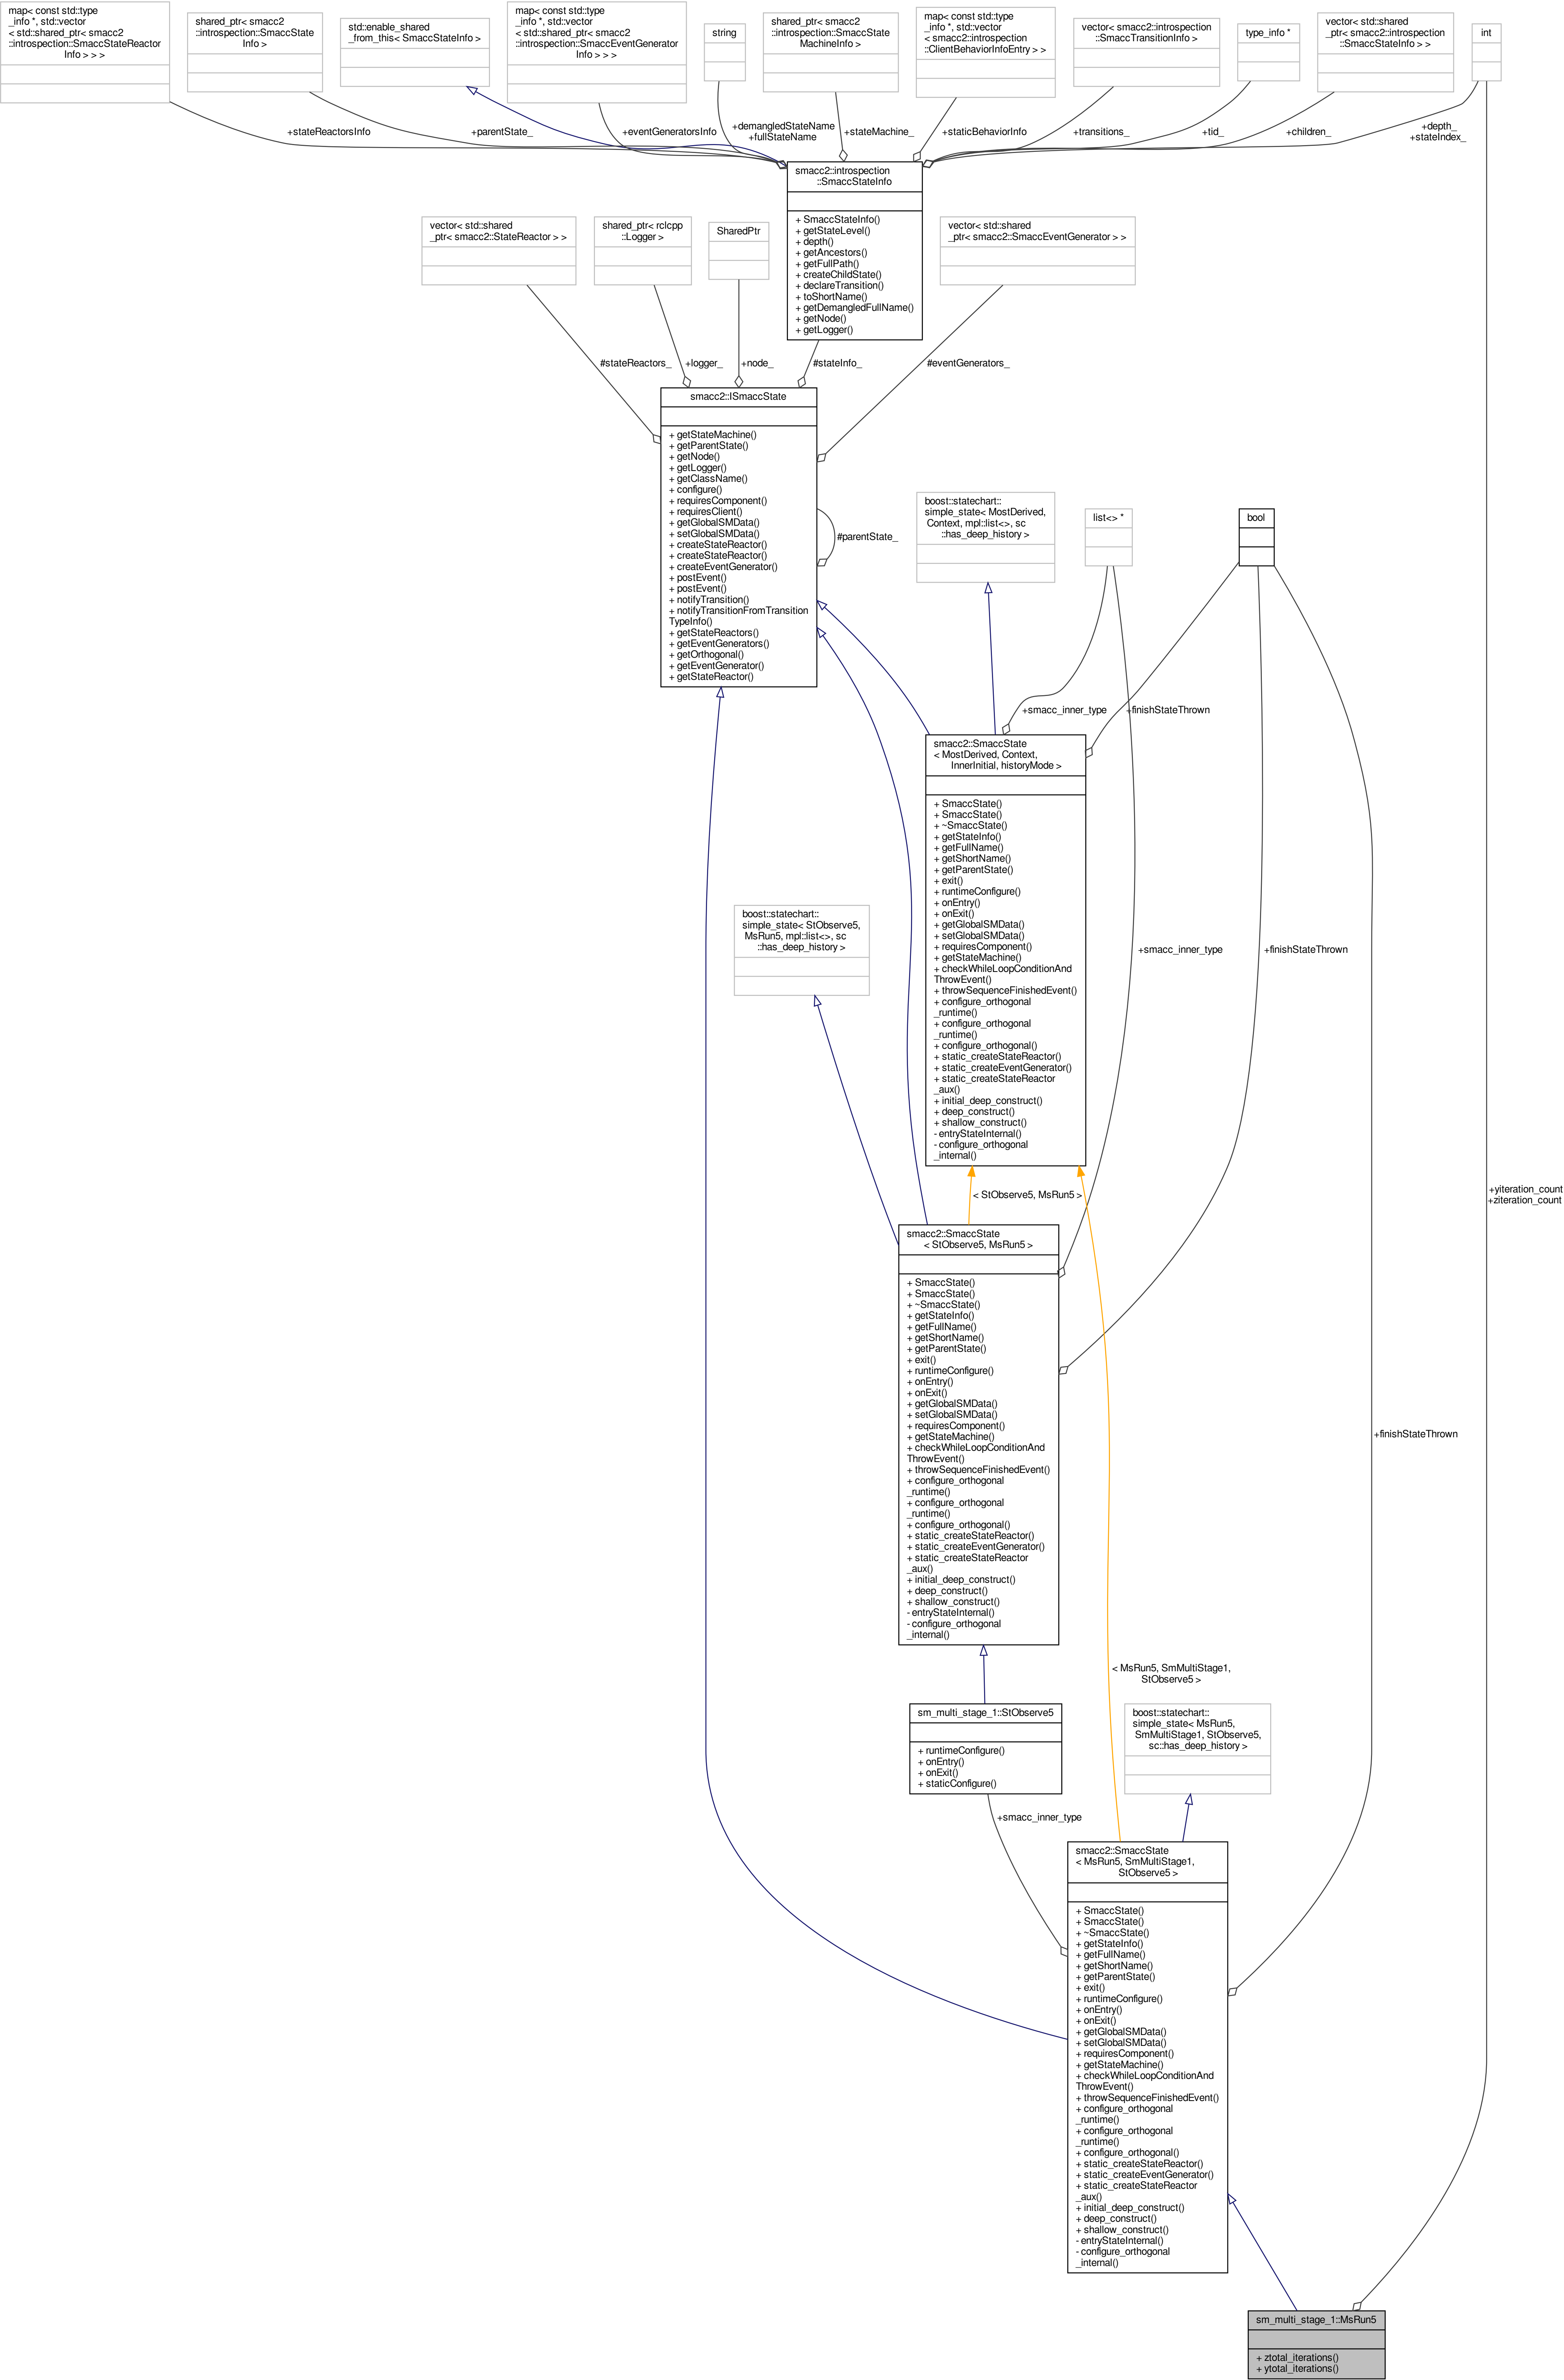 map< const std::type
_info *, std::vector
< std::shared_ptr< smacc2
::introspection::SmaccStateReactor
Info > > >
shared_ptr< smacc2
::introspection::SmaccState
Info >
std::enable_shared
_from_this< SmaccStateInfo >
map< const std::type
_info *, std::vector
< std::shared_ptr< smacc2
::introspection::SmaccEventGenerator
Info > > >
string
shared_ptr< smacc2
::introspection::SmaccState
MachineInfo >
map< const std::type
_info *, std::vector
< smacc2::introspection
::ClientBehaviorInfoEntry > >
vector< smacc2::introspection
::SmaccTransitionInfo >
type_info *
vector< std::shared
_ptr< smacc2::introspection
::SmaccStateInfo > >
int
+stateReactorsInfo
+parentState_
+eventGeneratorsInfo
+demangledStateName
+fullStateName
+stateMachine_
+staticBehaviorInfo
+transitions_
+tid_
+children_
+depth_
+stateIndex_
smacc2::introspection
::SmaccStateInfo
+ SmaccStateInfo()
+ getStateLevel()
+ depth()
+ getAncestors()
+ getFullPath()
+ createChildState()
+ declareTransition()
+ toShortName()
+ getDemangledFullName()
+ getNode()
+ getLogger()
vector< std::shared
_ptr< smacc2::StateReactor > >
shared_ptr< rclcpp
::Logger >
SharedPtr
vector< std::shared
_ptr< smacc2::SmaccEventGenerator > >
#stateReactors_
+logger_
+node_
#stateInfo_
#eventGenerators_
smacc2::ISmaccState
+ getStateMachine()
+ getParentState()
+ getNode()
+ getLogger()
+ getClassName()
+ configure()
+ requiresComponent()
+ requiresClient()
+ getGlobalSMData()
+ setGlobalSMData()
+ createStateReactor()
+ createStateReactor()
+ createEventGenerator()
+ postEvent()
+ postEvent()
+ notifyTransition()
+ notifyTransitionFromTransition
TypeInfo()
+ getStateReactors()
+ getEventGenerators()
+ getOrthogonal()
+ getEventGenerator()
+ getStateReactor()
#parentState_
boost::statechart::
simple_state< MostDerived,
Context, mpl::list<>, sc
::has_deep_history >
list<> *
bool
+smacc_inner_type
+finishStateThrown
smacc2::SmaccState
< MostDerived, Context,
InnerInitial, historyMode >
+ SmaccState()
+ SmaccState()
+ ~SmaccState()
+ getStateInfo()
+ getFullName()
+ getShortName()
+ getParentState()
+ exit()
+ runtimeConfigure()
+ onEntry()
+ onExit()
+ getGlobalSMData()
+ setGlobalSMData()
+ requiresComponent()
+ getStateMachine()
+ checkWhileLoopConditionAnd
ThrowEvent()
+ throwSequenceFinishedEvent()
+ configure_orthogonal
_runtime()
+ configure_orthogonal
_runtime()
+ configure_orthogonal()
+ static_createStateReactor()
+ static_createEventGenerator()
+ static_createStateReactor
_aux()
+ initial_deep_construct()
+ deep_construct()
+ shallow_construct()
- entryStateInternal()
- configure_orthogonal
_internal()
boost::statechart::
simple_state< StObserve5,
MsRun5, mpl::list<>, sc
::has_deep_history >
+smacc_inner_type
+finishStateThrown
< StObserve5, MsRun5 >
+yiteration_count
+ziteration_count
smacc2::SmaccState
< StObserve5, MsRun5 >
+ SmaccState()
+ SmaccState()
+ ~SmaccState()
+ getStateInfo()
+ getFullName()
+ getShortName()
+ getParentState()
+ exit()
+ runtimeConfigure()
+ onEntry()
+ onExit()
+ getGlobalSMData()
+ setGlobalSMData()
+ requiresComponent()
+ getStateMachine()
+ checkWhileLoopConditionAnd
ThrowEvent()
+ throwSequenceFinishedEvent()
+ configure_orthogonal
_runtime()
+ configure_orthogonal
_runtime()
+ configure_orthogonal()
+ static_createStateReactor()
+ static_createEventGenerator()
+ static_createStateReactor
_aux()
+ initial_deep_construct()
+ deep_construct()
+ shallow_construct()
- entryStateInternal()
- configure_orthogonal
_internal()
+finishStateThrown
< MsRun5, SmMultiStage1,
StObserve5 >
sm_multi_stage_1::StObserve5
+ runtimeConfigure()
+ onEntry()
+ onExit()
+ staticConfigure()
boost::statechart::
simple_state< MsRun5,
SmMultiStage1, StObserve5,
sc::has_deep_history >
+smacc_inner_type
smacc2::SmaccState
< MsRun5, SmMultiStage1,
StObserve5 >
+ SmaccState()
+ SmaccState()
+ ~SmaccState()
+ getStateInfo()
+ getFullName()
+ getShortName()
+ getParentState()
+ exit()
+ runtimeConfigure()
+ onEntry()
+ onExit()
+ getGlobalSMData()
+ setGlobalSMData()
+ requiresComponent()
+ getStateMachine()
+ checkWhileLoopConditionAnd
ThrowEvent()
+ throwSequenceFinishedEvent()
+ configure_orthogonal
_runtime()
+ configure_orthogonal
_runtime()
+ configure_orthogonal()
+ static_createStateReactor()
+ static_createEventGenerator()
+ static_createStateReactor
_aux()
+ initial_deep_construct()
+ deep_construct()
+ shallow_construct()
- entryStateInternal()
- configure_orthogonal
_internal()
sm_multi_stage_1::MsRun5
+ ztotal_iterations()
+ ytotal_iterations()